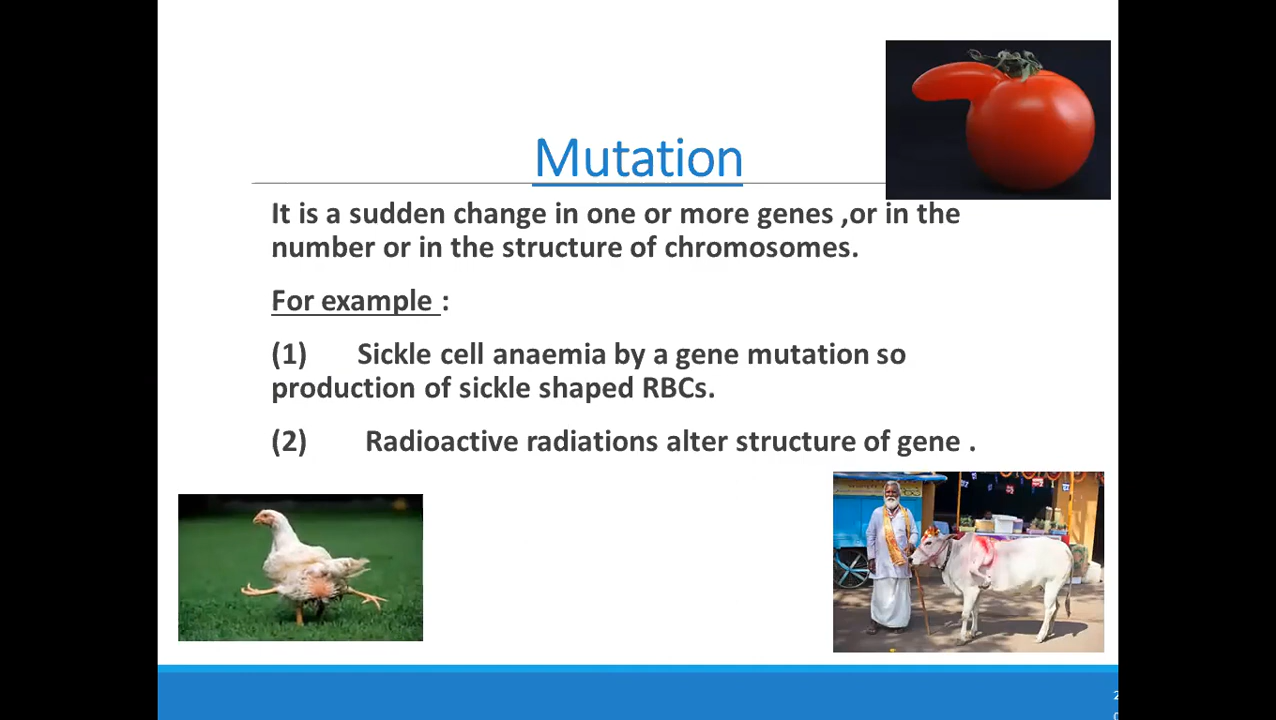 Mutation
It is a sudden change in one or more genes ,or in the
number or in the structure of chromosomes.
For example :
(1) Sickle cell anaemia by a gene mutation so
production of sickle shaped RBCs.
(2) Radioactive radiations alter structure of gene .